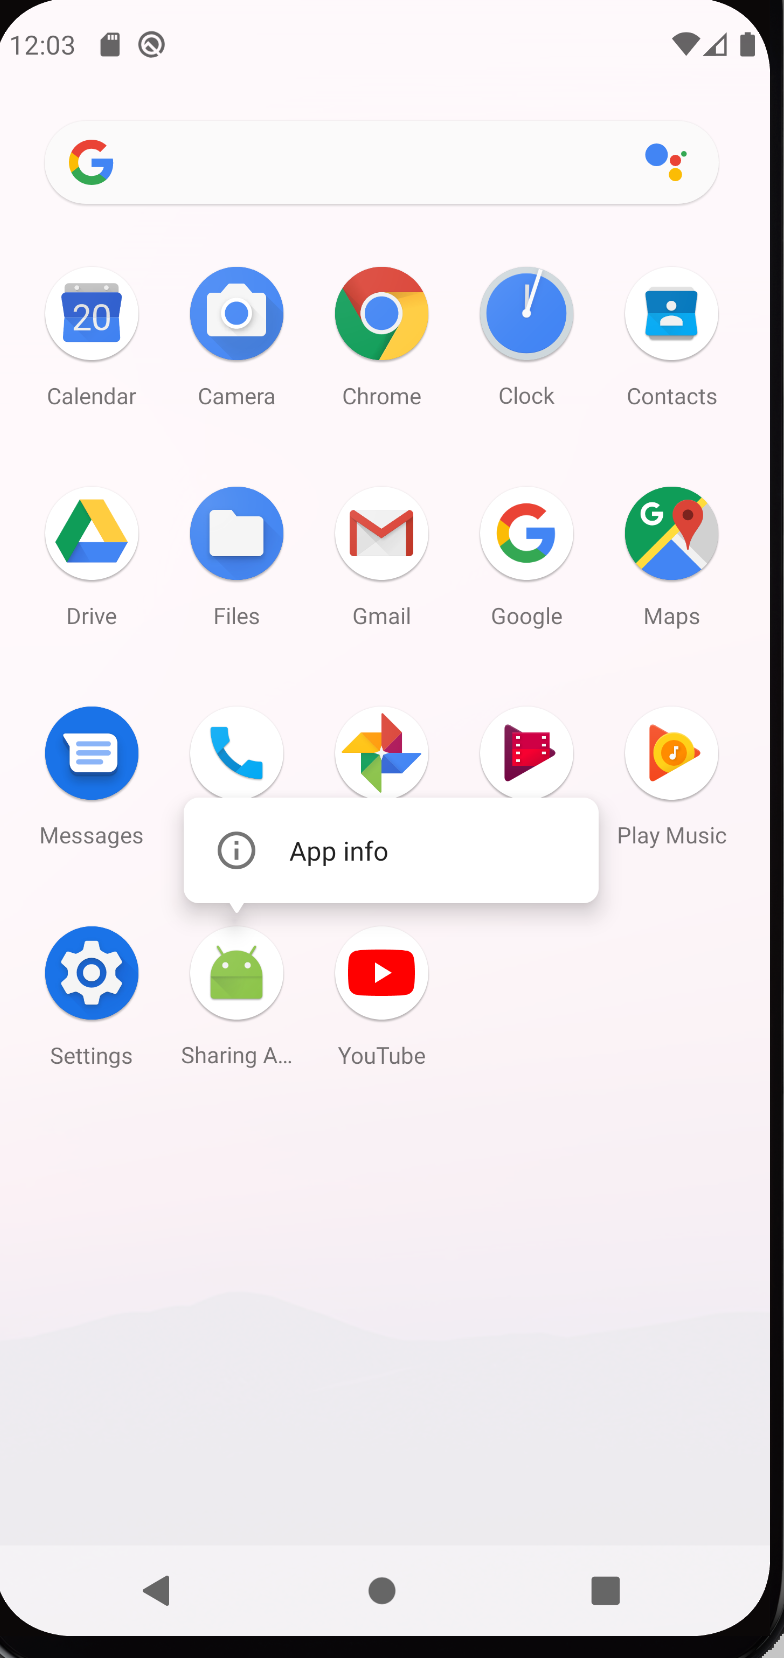 12:03
20
Calendar
Camera
Chrome
Clock
Contacts
Drive
Files
Gmail
Google
Maps
Messages
Play Music
App info
Settings
Sharing A...
YouTube